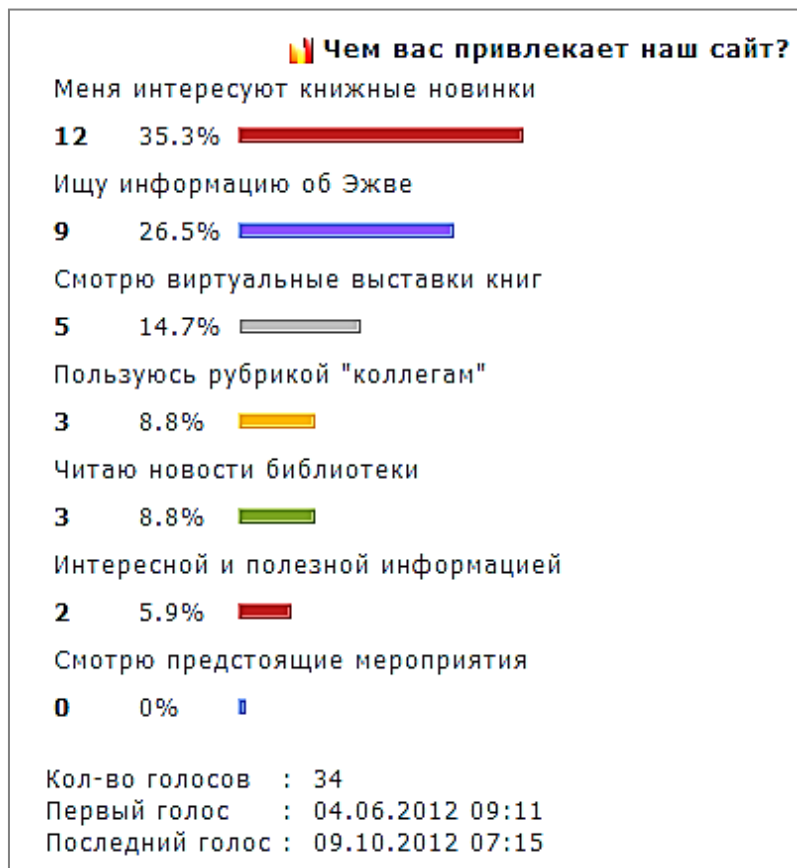 Чем вас привлекает наш сайт?
Меня интересуют книжные новинки
12 35.3%
Ищу информацию об Эжве
9 26.5%
Смотрю виртуальные выставки книг
5 14.7%
Пользуюсь рубрикой "коллегам"
3 8.8%
Читаю новости библиотеки
3 8.8%
Интересной и полезной информацией
2 5.9%
Смотрю предстоящие мероприятия
0 0%
Кол-во голосов : 34
Первый голос : 04.06.2012 09:11
Последний голос : 09.10.2012 07:15